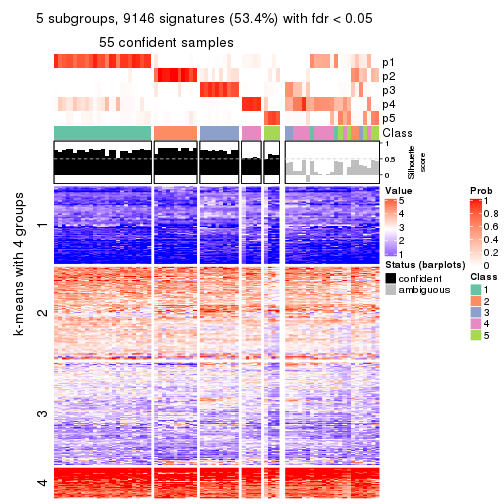 5 subgroups, 9146 signatures (53.4%) with fdr < 0.05
55 confident samples
p1
p2
p3
p4
p5
Class
1
0.5
0
Silhouette
score
k-means with 4 groups
1
2
3
4
Value
5
4
3
2
1
Status (barplots)
confident
ambiguous
Prob
1
0.8
0.6
0.4
0.2
0
Class
1
2
3
4
5